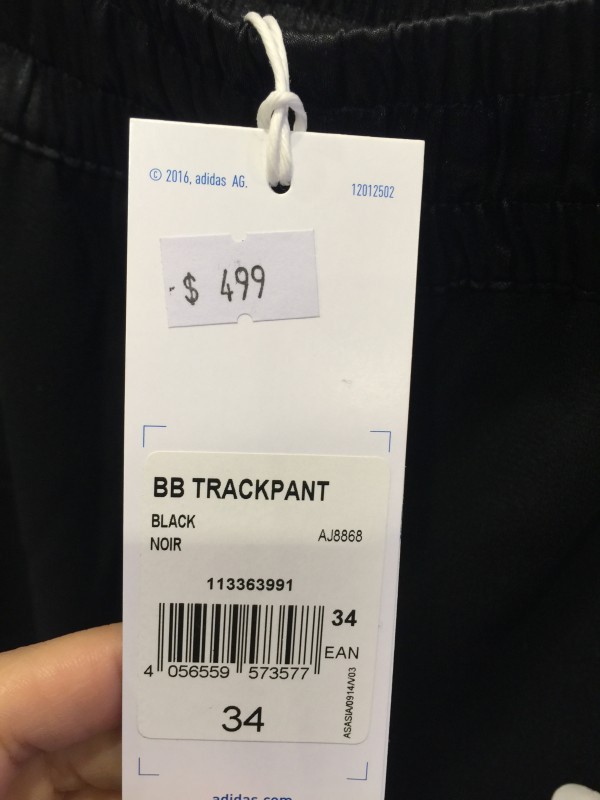 © 2016, adidas AG.
12012502
$ 499
BB TRACKPANT
BLACK
NOIR
AJ8868
113363991
34
EAN
4 056559 573577
34
ASASIA/0914/V03
adidas.com